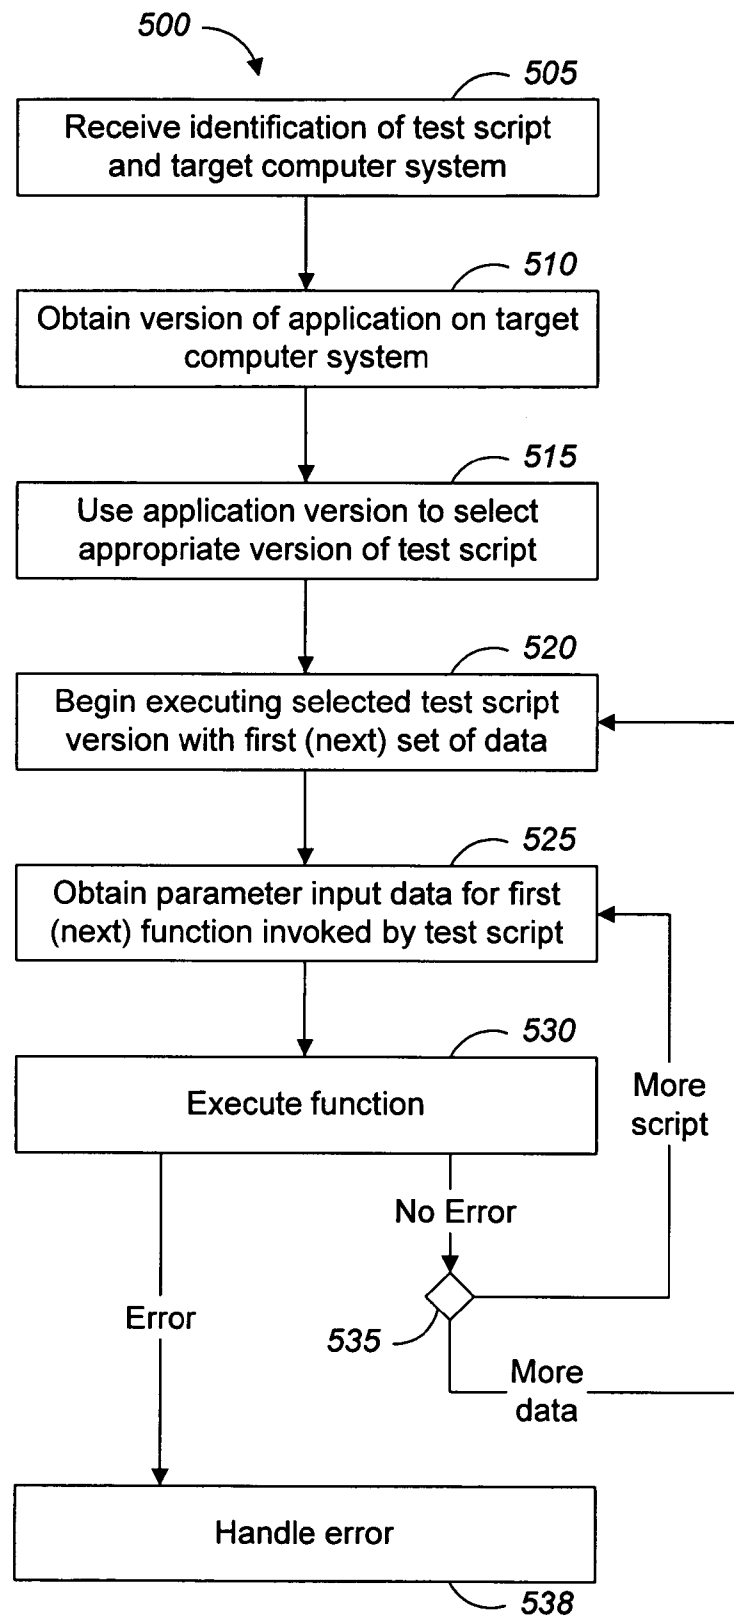 500
505
Receive identification of test script
and target computer system
510
Obtain version of application on target
computer system
515
Use application version to select
appropriate version of test script
520
Begin executing selected test script
version with first (next) set of data
525
Obtain parameter input data for first
(next) function invoked by test script
530
Execute function
More
script
No Error
Error
535
More
data
Handle error
538